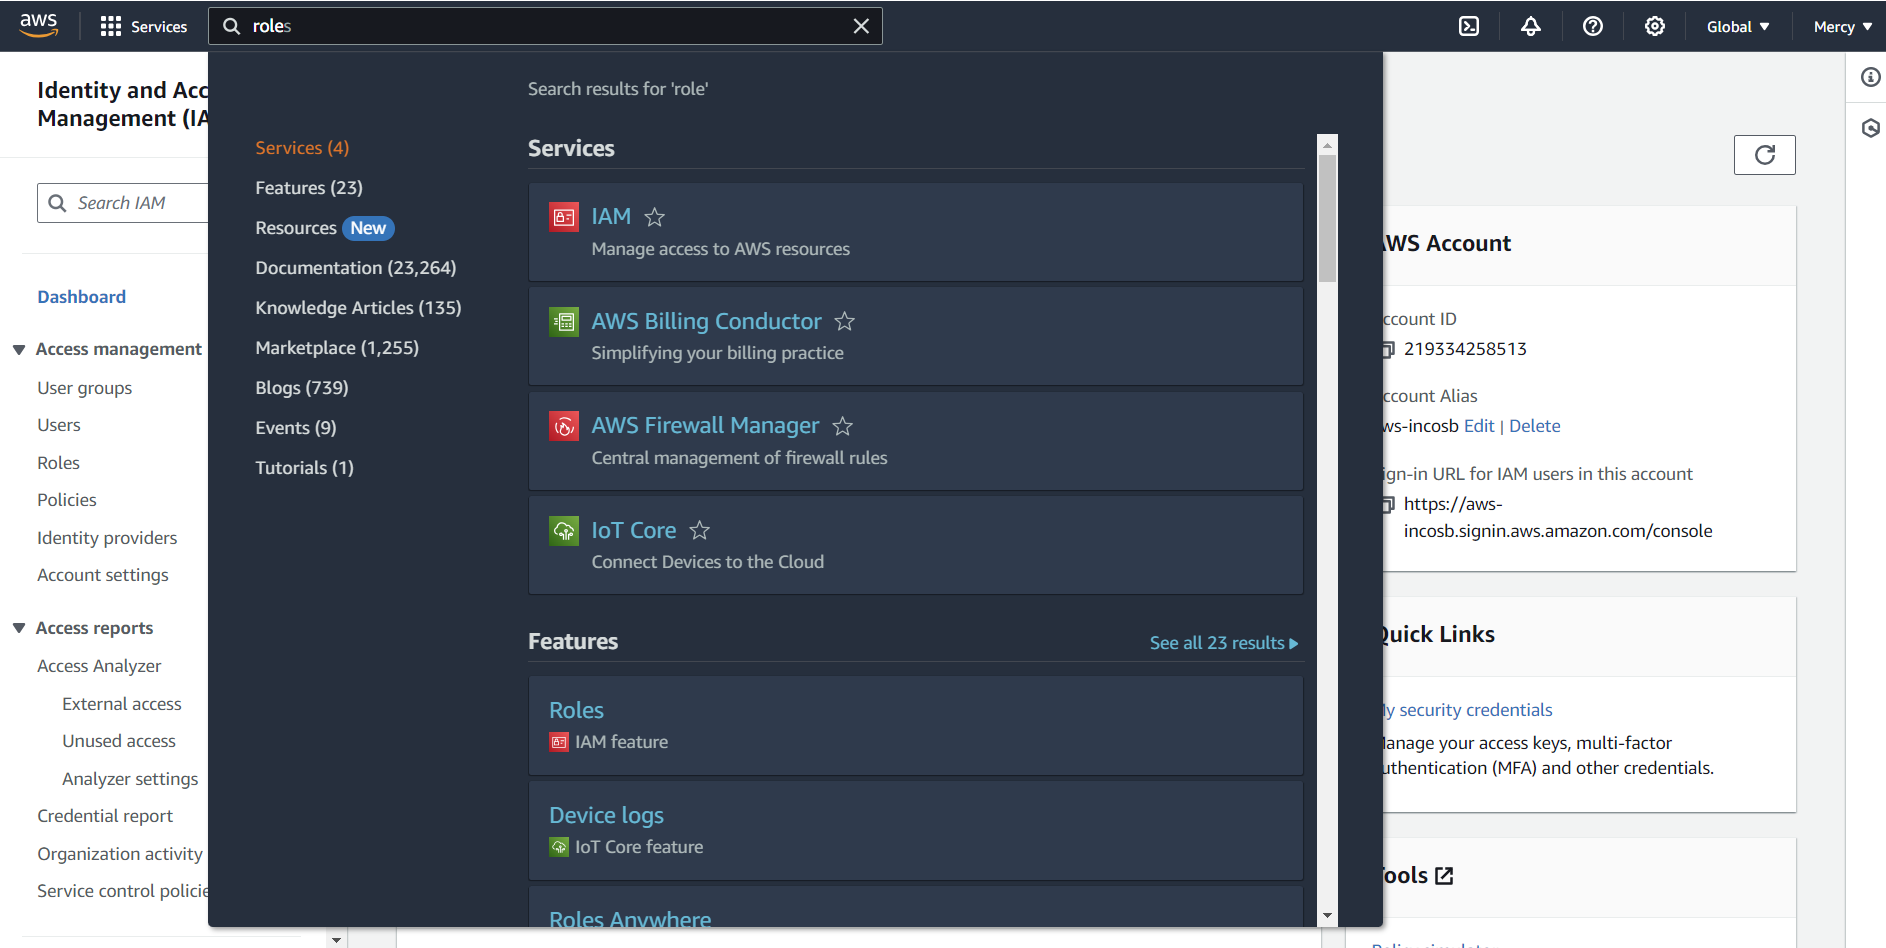 aws
Services
roles
Global
Mercy
Identity and Acc
Management (IA
Search IAM
Dashboard
Access management
User groups
Users
Roles
Policies
Identity providers
Account settings
Access reports
Access Analyzer
External access
Unused access
Analyzer settings
Credential report
Organization activity
Service control policie
Search results for 'role'
Services (4)
Features (23)
Resources New
Documentation (23,264)
Knowledge Articles (135)
Marketplace (1,255)
Blogs (739)
Events (9)
Tutorials (1)
Services
IAM
Manage access to AWS resources
AWS Billing Conductor
Simplifying your billing practice
AWS Firewall Manager
Central management of firewall rules
IoT Core
Connect Devices to the Cloud
Features
See all 23 results
Roles
IAM feature
Device logs
IoT Core feature
Roles Anywhere
AWS Account
ccount ID
219334258513
ccount Alias
ws-incosb Edit | Delete
ign-in URL for IAM users in this account
https://aws-
incosb.signin.aws.amazon.com/console
Quick Links
My security credentials
Manage your access keys, multi-factor
uthentication (MFA) and other credentials.
Tools